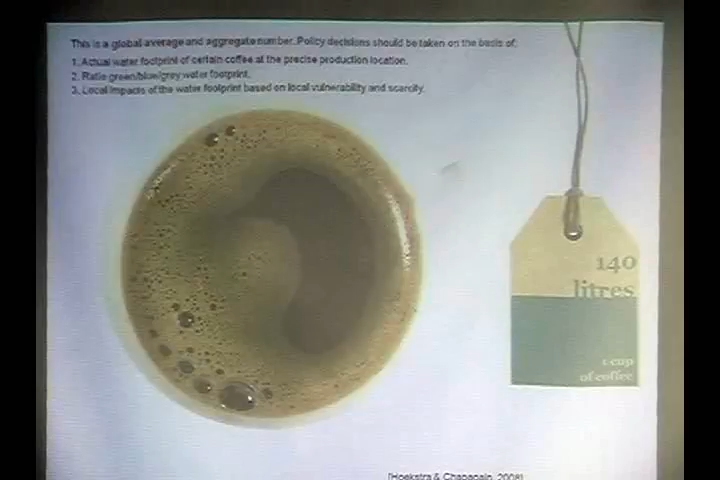 This is a global average and aggregate number. Policy decisions should be taken on the basis of:
1. Actual water footprint of certain coffee at the precise production location.
2. Ratio green/blue/grey water footprint.
3. Local impacts of the water footprint based on local vulnerability and scarcity.
140
litres
1 cup
of coffee
[Hoekstra & Chapagain, 2008]